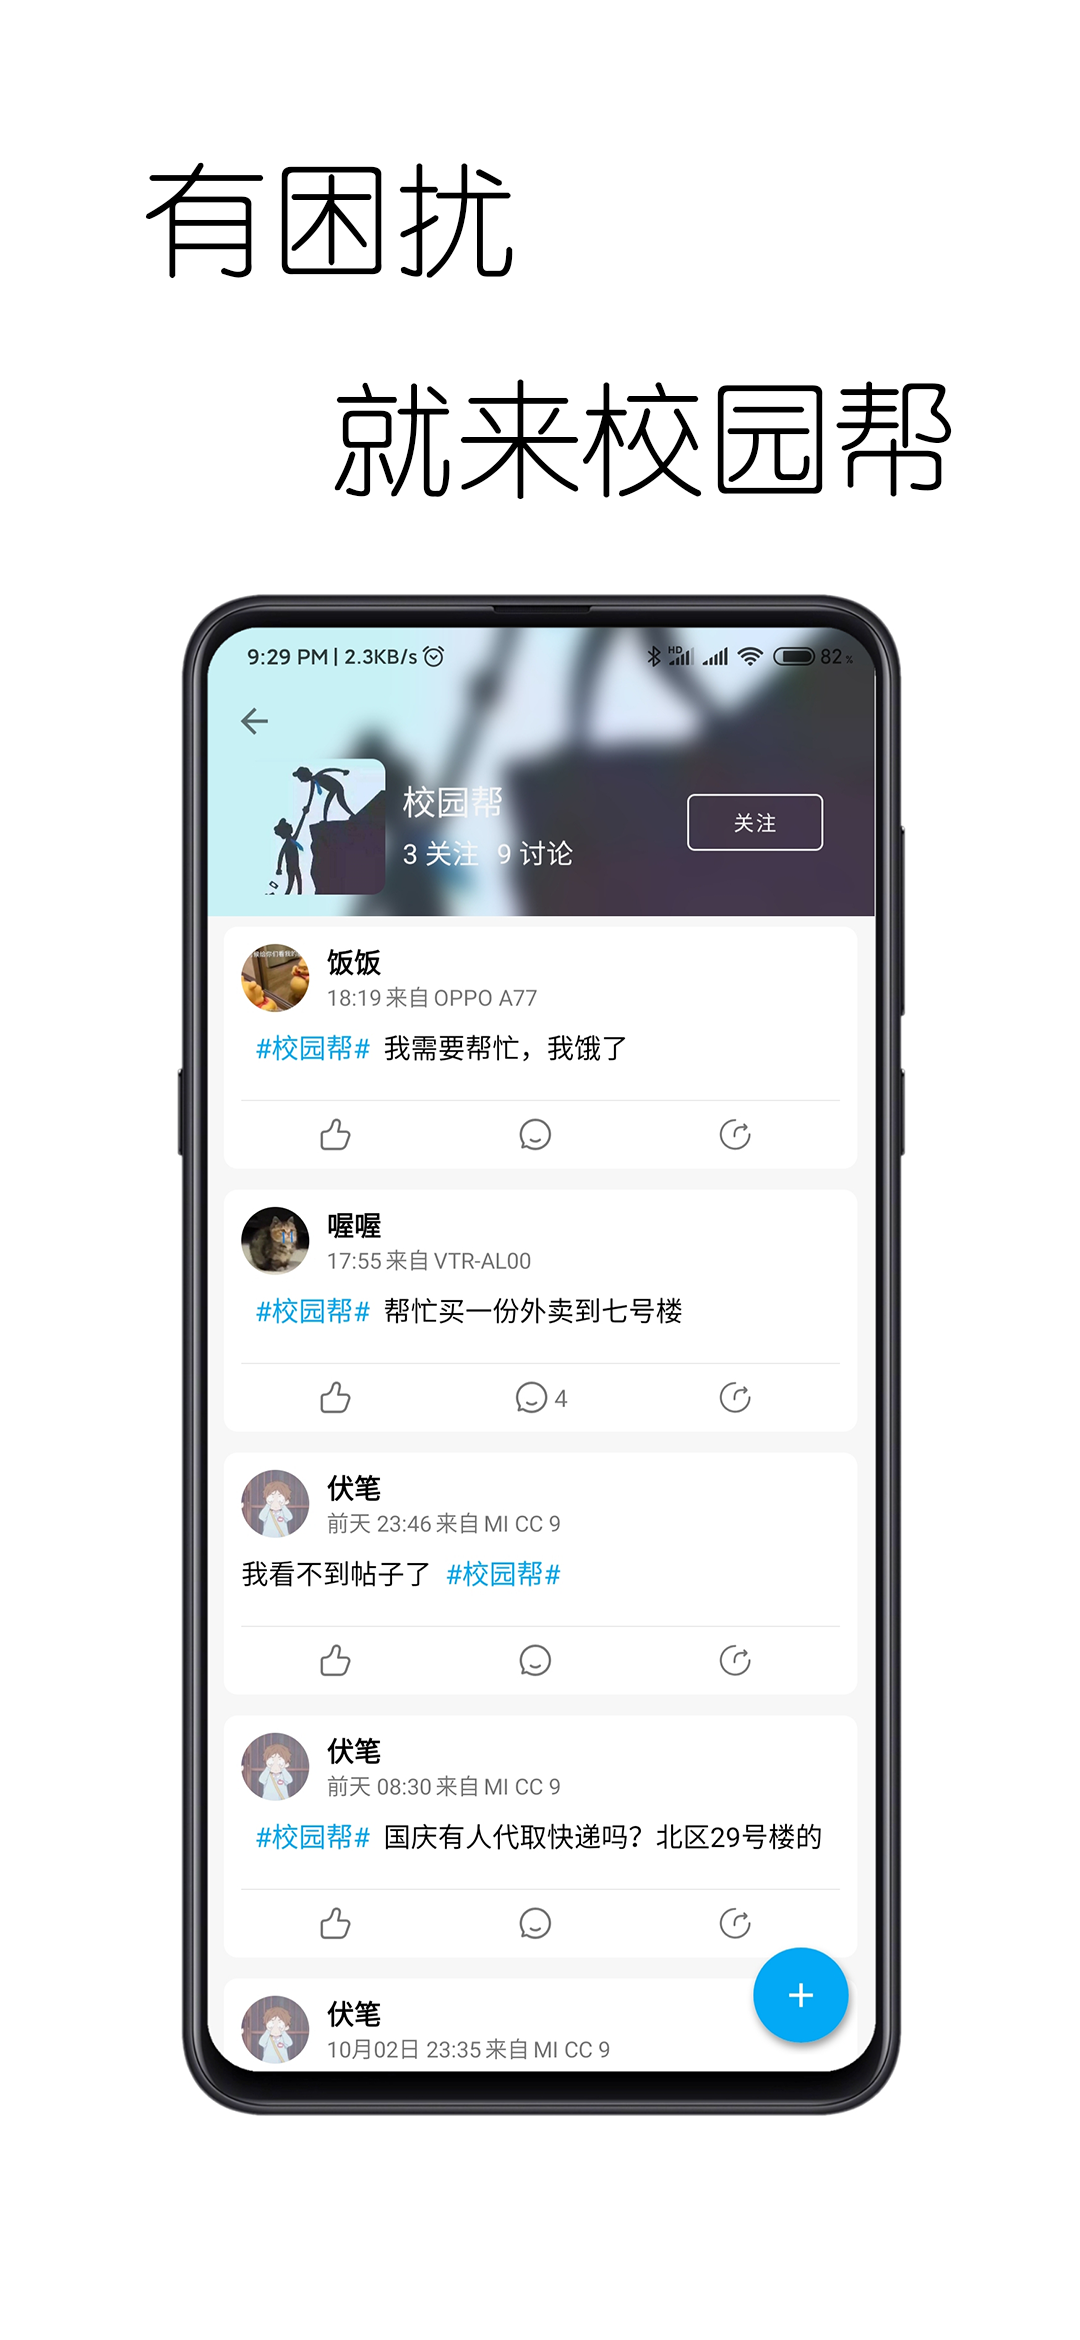 有困扰
就来校园帮
9:29 PM | 2.3KB/s
HD
82%
校园帮
3 关注 9 讨论
关注
饭饭
18:19 来自 OPPO A77
#校园帮# 我需要帮忙，我饿了
喔喔
17:55 来自 VTR-AL00
#校园帮# 帮忙买一份外卖到七号楼
4
伏笔
前天 23:46 来自 MI CC 9
我看不到帖子了 #校园帮#
伏笔
前天 08:30 来自 MI CC 9
#校园帮# 国庆有人代取快递吗？北区29号楼的
伏笔
10月02日 23:35 来自 MI CC 9